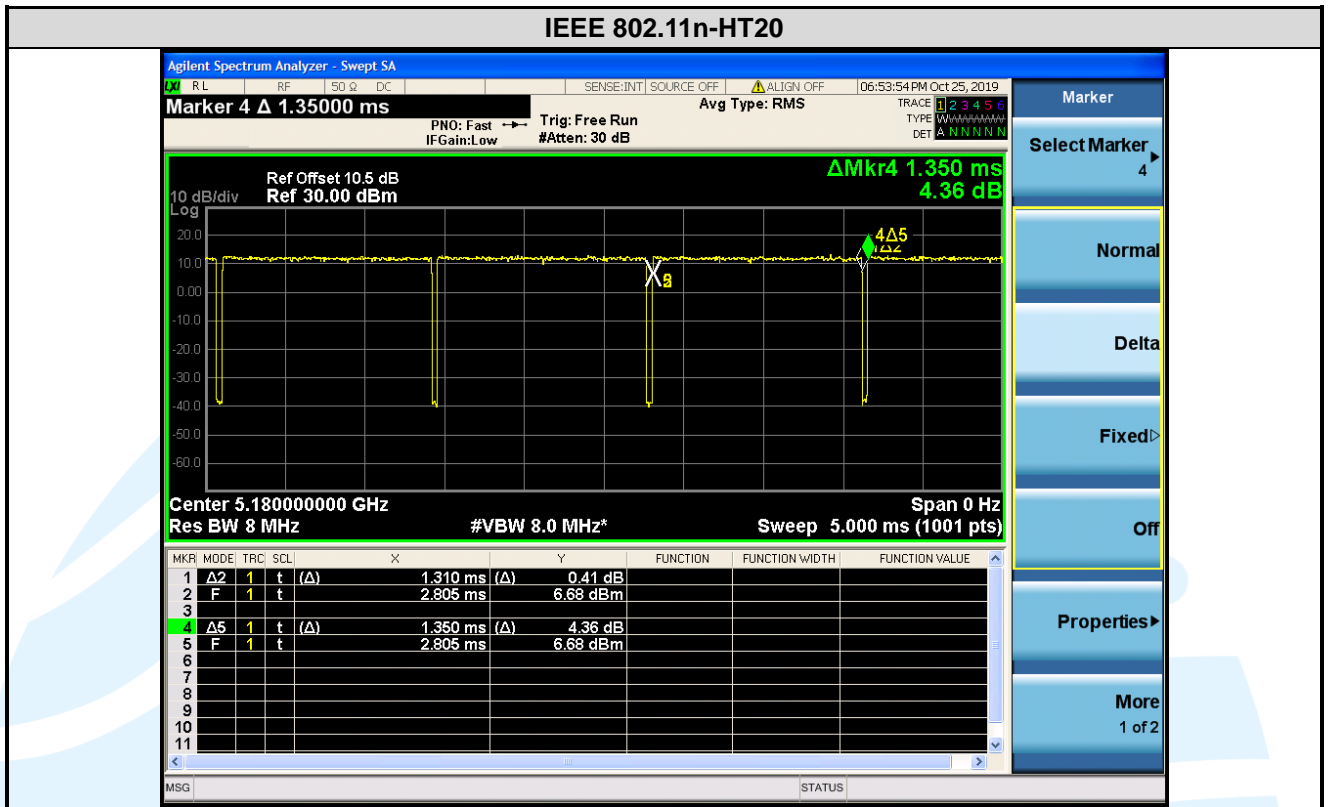 IEEE 802.11n-HT20
Agilent Spectrum Analyzer - Swept SA
LXI RL RF 50 Ω DC SENSE:INT SOURCE OFF ALIGN OFF 06:53:54 PM Oct 25, 2019
Marker 4 Δ 1.35000 ms
PNO: Fast
IFGain:Low
Trig: Free Run
#Atten: 30 dB
Avg Type: RMS
TRACE 1 2 3 4 5 6
TYPE
DET A N N N N N
ΔMkr4 1.350 ms
4.36 dB
Ref Offset 10.5 dB
10 dB/div Ref 30.00 dBm
Log
20.0
10.0
0.00
-10.0
-20.0
-30.0
-40.0
-50.0
-60.0
4Δ5
1Δ2
Center 5.180000000 GHz Span 0 Hz
Res BW 8 MHz #VBW 8.0 MHz* Sweep 5.000 ms (1001 pts)
MKR MODE TRC SCL X Y FUNCTION FUNCTION WIDTH FUNCTION VALUE
1 Δ2 1 t (Δ) 1.310 ms (Δ) 0.41 dB
2 F 1 t 2.805 ms 6.68 dBm
3
4 Δ5 1 t (Δ) 1.350 ms (Δ) 4.36 dB
5 F 1 t 2.805 ms 6.68 dBm
6
7
8
9
10
11
MSG STATUS
Marker
Select Marker
4
Normal
Delta
Fixed
Off
Properties
More
1 of 2